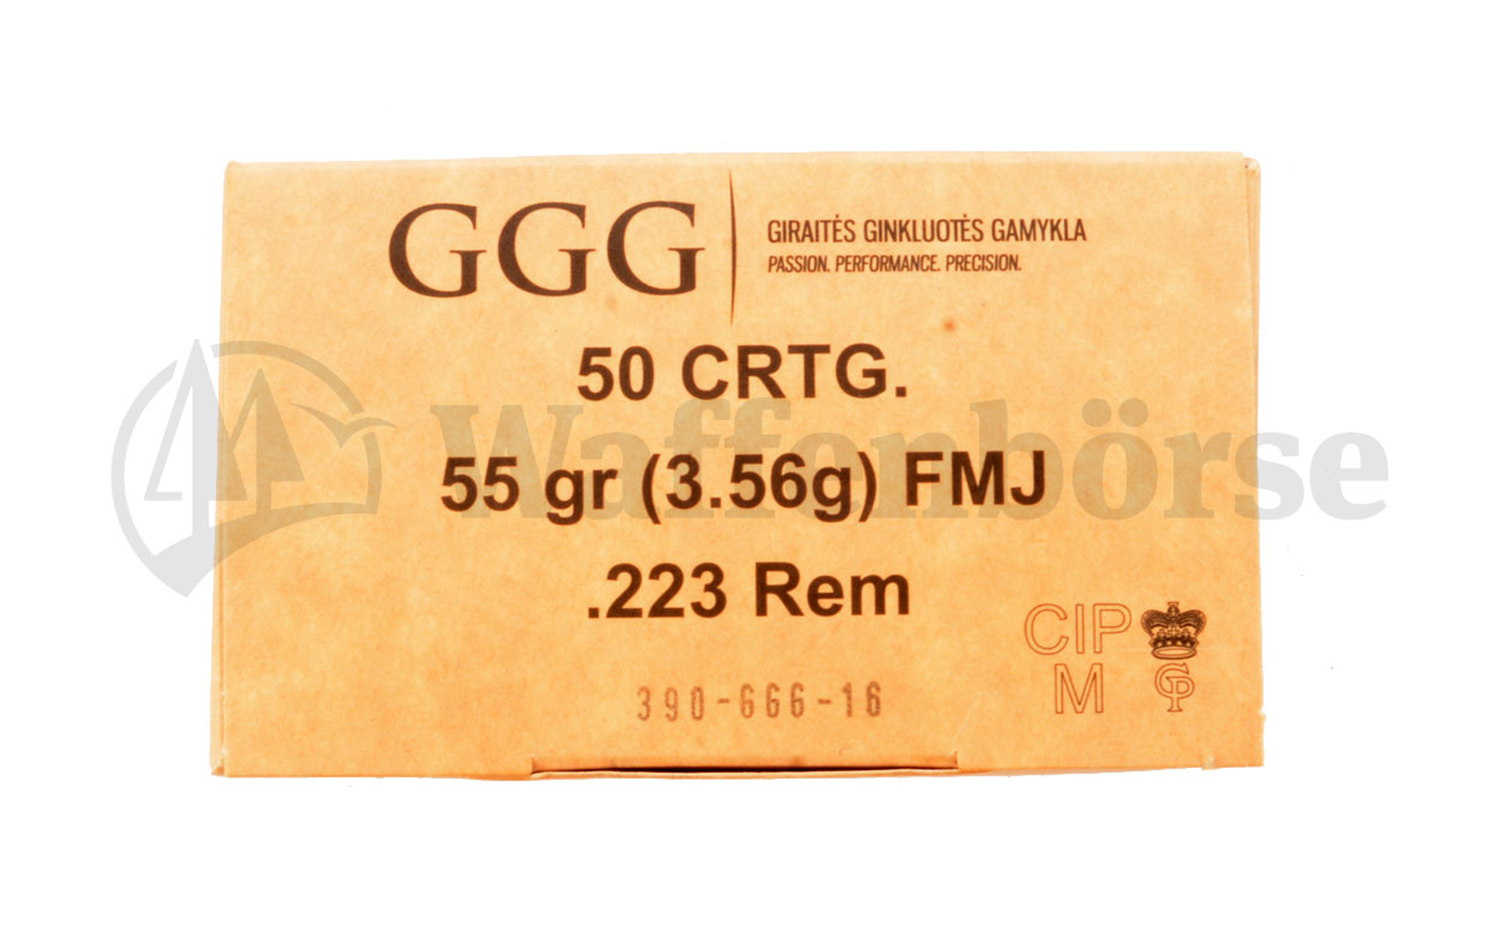 GGG
GIRAITĖS GINKLUOTĖS GAMYKLA
PASSION. PERFORMANCE. PRECISION.
50 CRTG.
Waffenbörse
55 gr (3.56g) FMJ
.223 Rem
CIP
M
GP
390-666-16